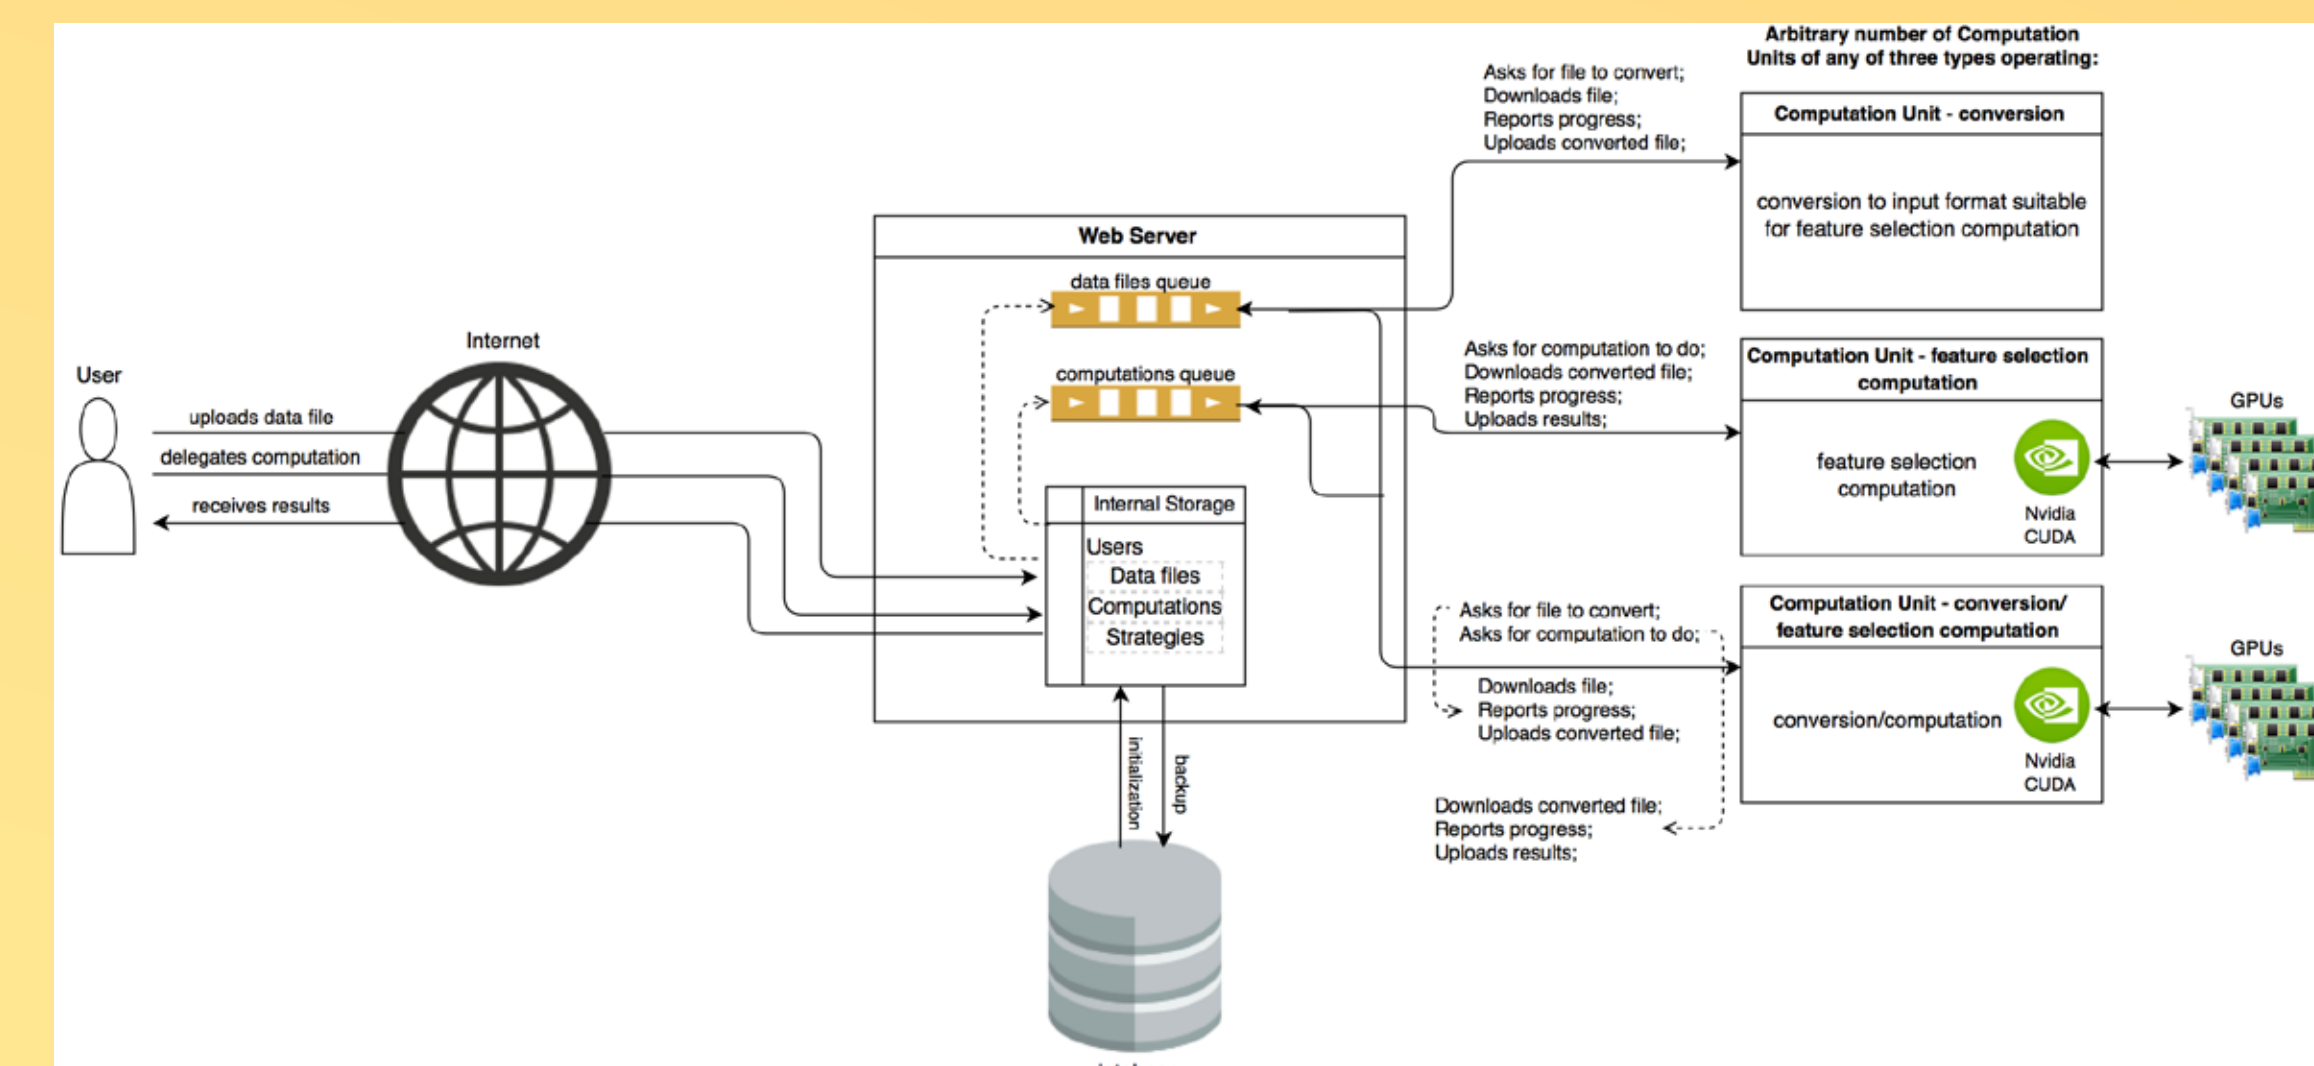 Arbitrary number of Computation
Units of any of three types operating:
Asks for file to convert;
Downloads file;
Reports progress;
Uploads converted file;
Computation Unit - conversion
conversion to input format suitable
for feature selection computation
Web Server
data files queue
computations queue
Internet
User
uploads data file
delegates computation
receives results
Asks for computation to do;
Downloads converted file;
Reports progress;
Uploads results;
Computation Unit - feature selection
computation
feature selection
computation
Nvidia
CUDA
GPUs
Internal Storage
Users
Data files
Computations
Strategies
Asks for file to convert;
Asks for computation to do;
Downloads file;
Reports progress;
Uploads converted file;
Downloads converted file;
Reports progress;
Uploads results;
Computation Unit - conversion/
feature selection computation
conversion/computation
Nvidia
CUDA
GPUs
initialization
backup